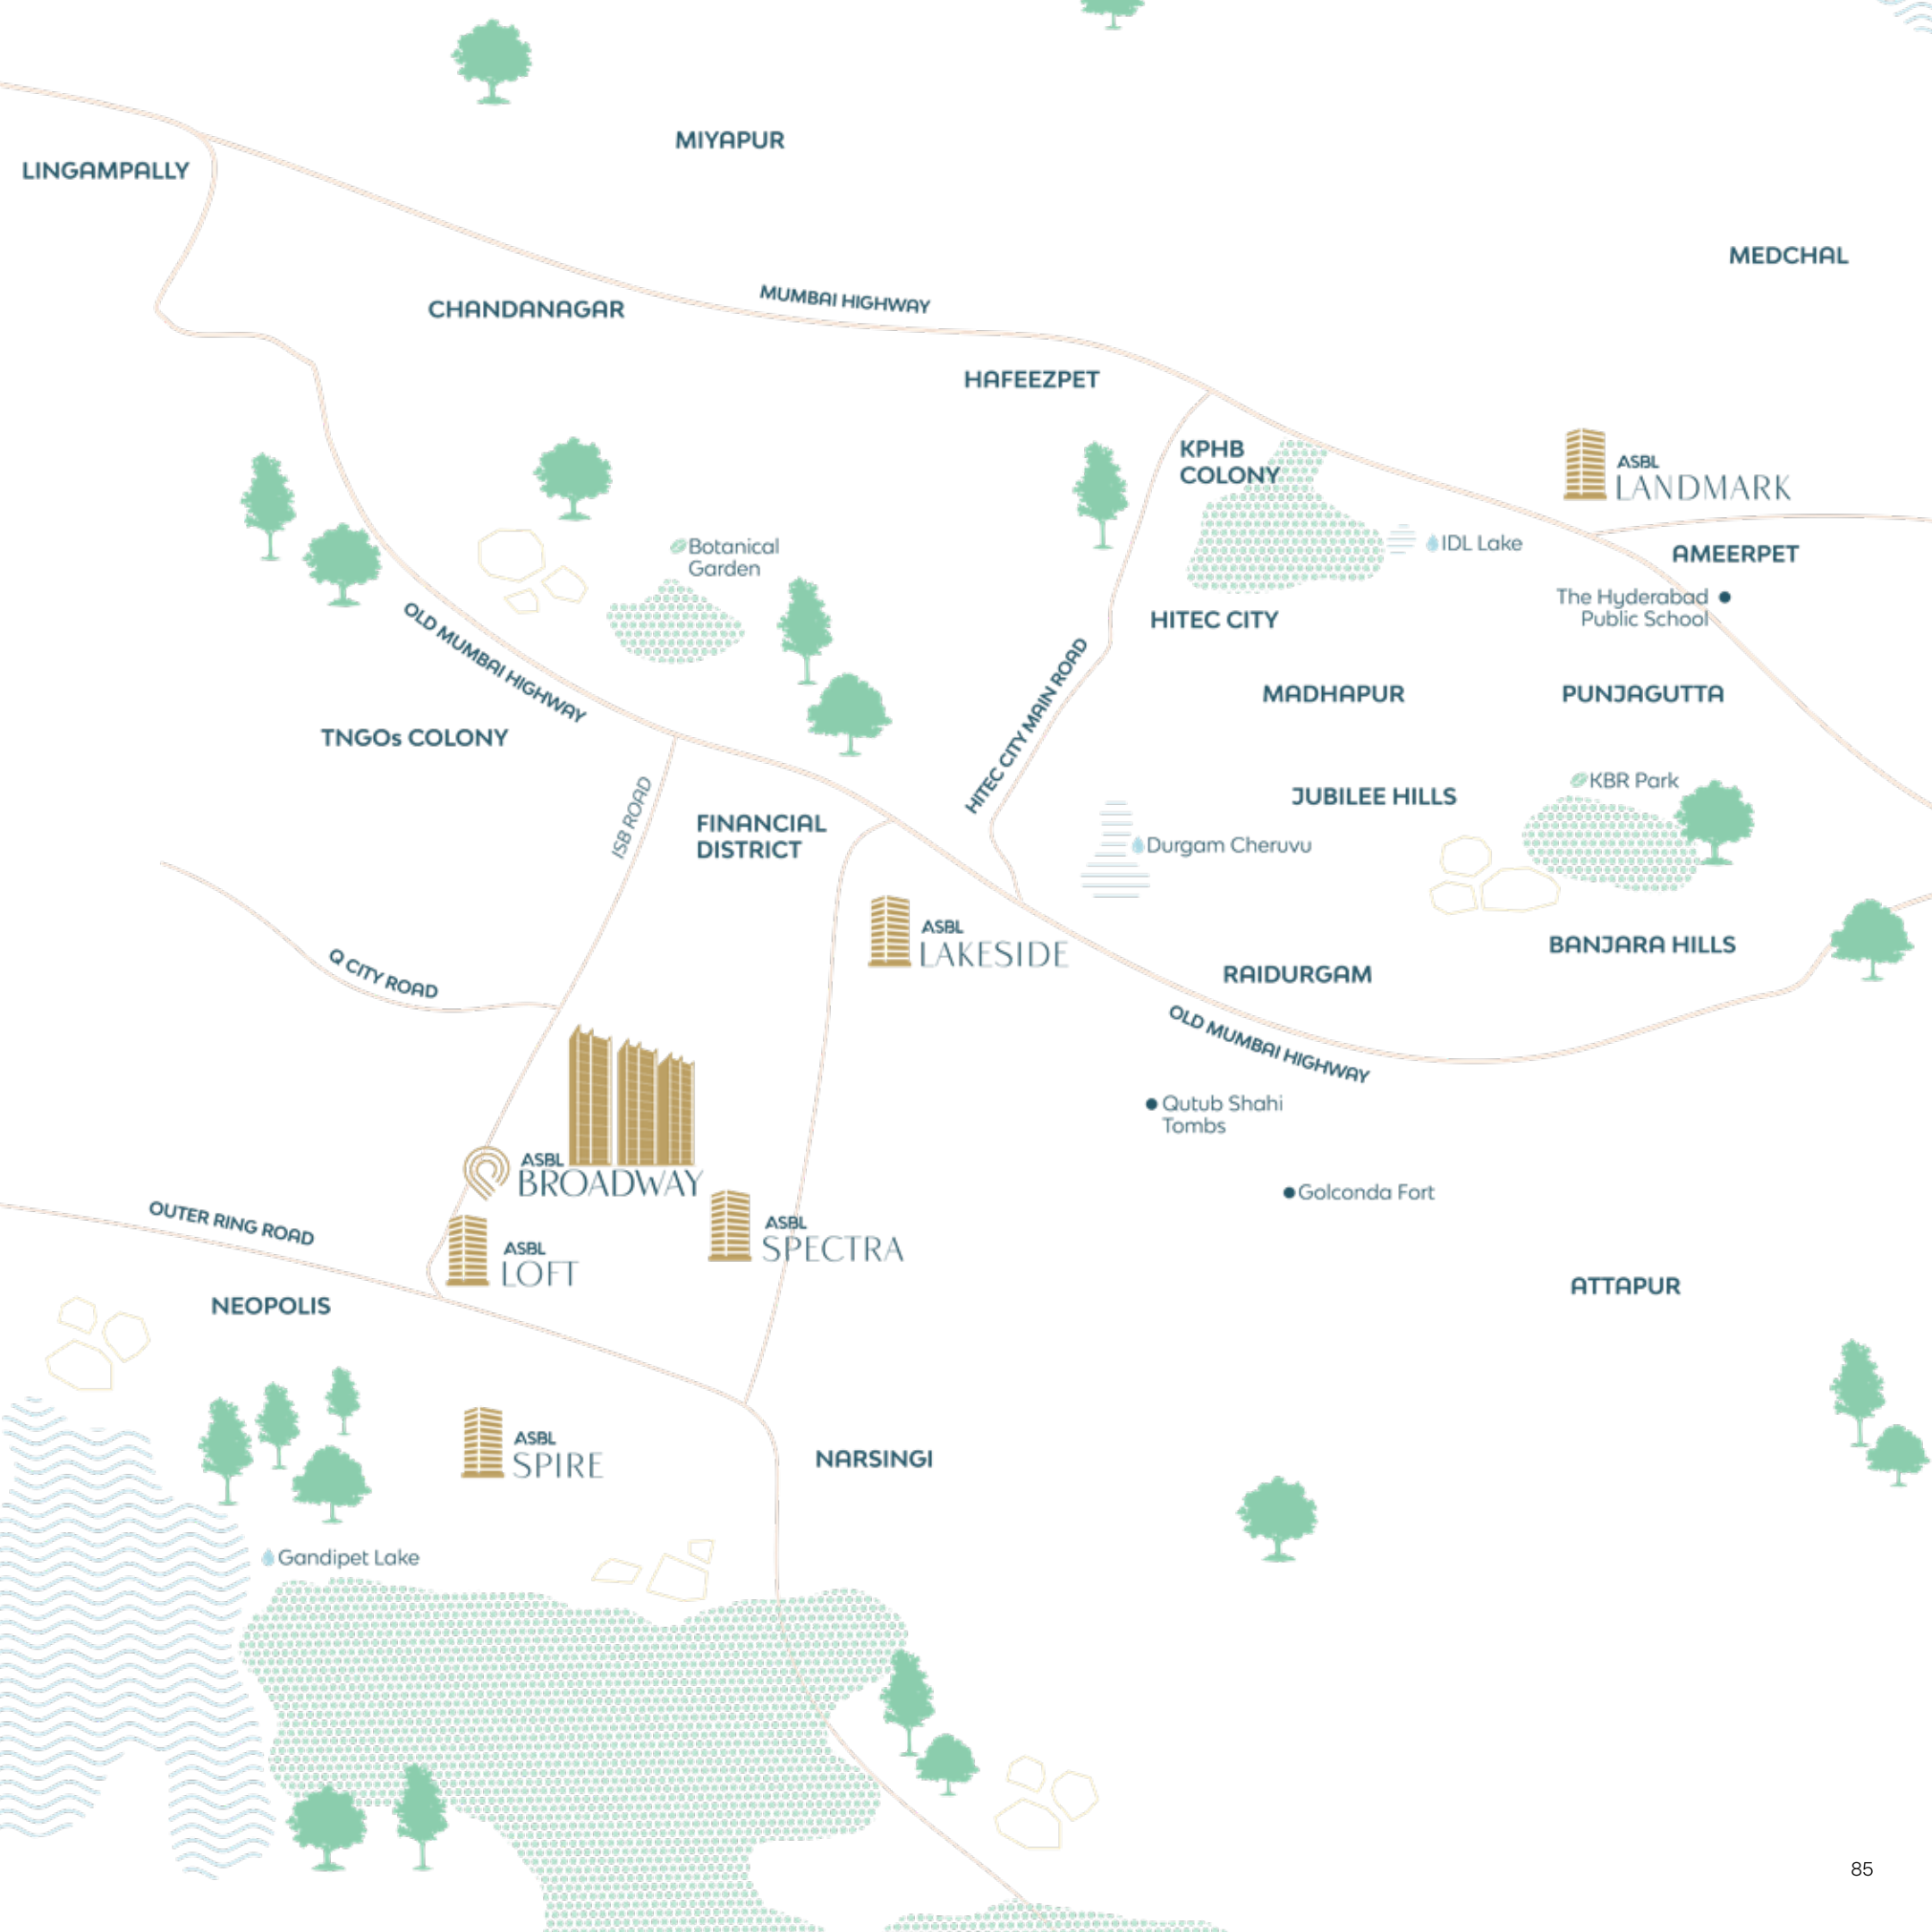 MIYAPUR
LINGAMPALLY
MEDCHAL
MUMBAI HIGHWAY
CHANDANAGAR
HAFEEZPET
KPHB
COLONY
ASBL
LANDMARK
Botanical
Garden
IDL Lake
AMEERPET
The Hyderabad
Public School
HITEC CITY
OLD MUMBAI HIGHWAY
HITEC CITY MAIN ROAD
MADHAPUR
PUNJAGUTTA
TNGOs COLONY
ISB ROAD
KBR Park
JUBILEE HILLS
FINANCIAL
DISTRICT
Durgam Cheruvu
ASBL
LAKESIDE
BANJARA HILLS
Q CITY ROAD
RAIDURGAM
OLD MUMBAI HIGHWAY
Qutub Shahi
Tombs
ASBL
BROADWAY
Golconda Fort
OUTER RING ROAD
ASBL
SPECTRA
ASBL
LOFT
ATTAPUR
NEOPOLIS
ASBL
SPIRE
NARSINGI
Gandipet Lake
85